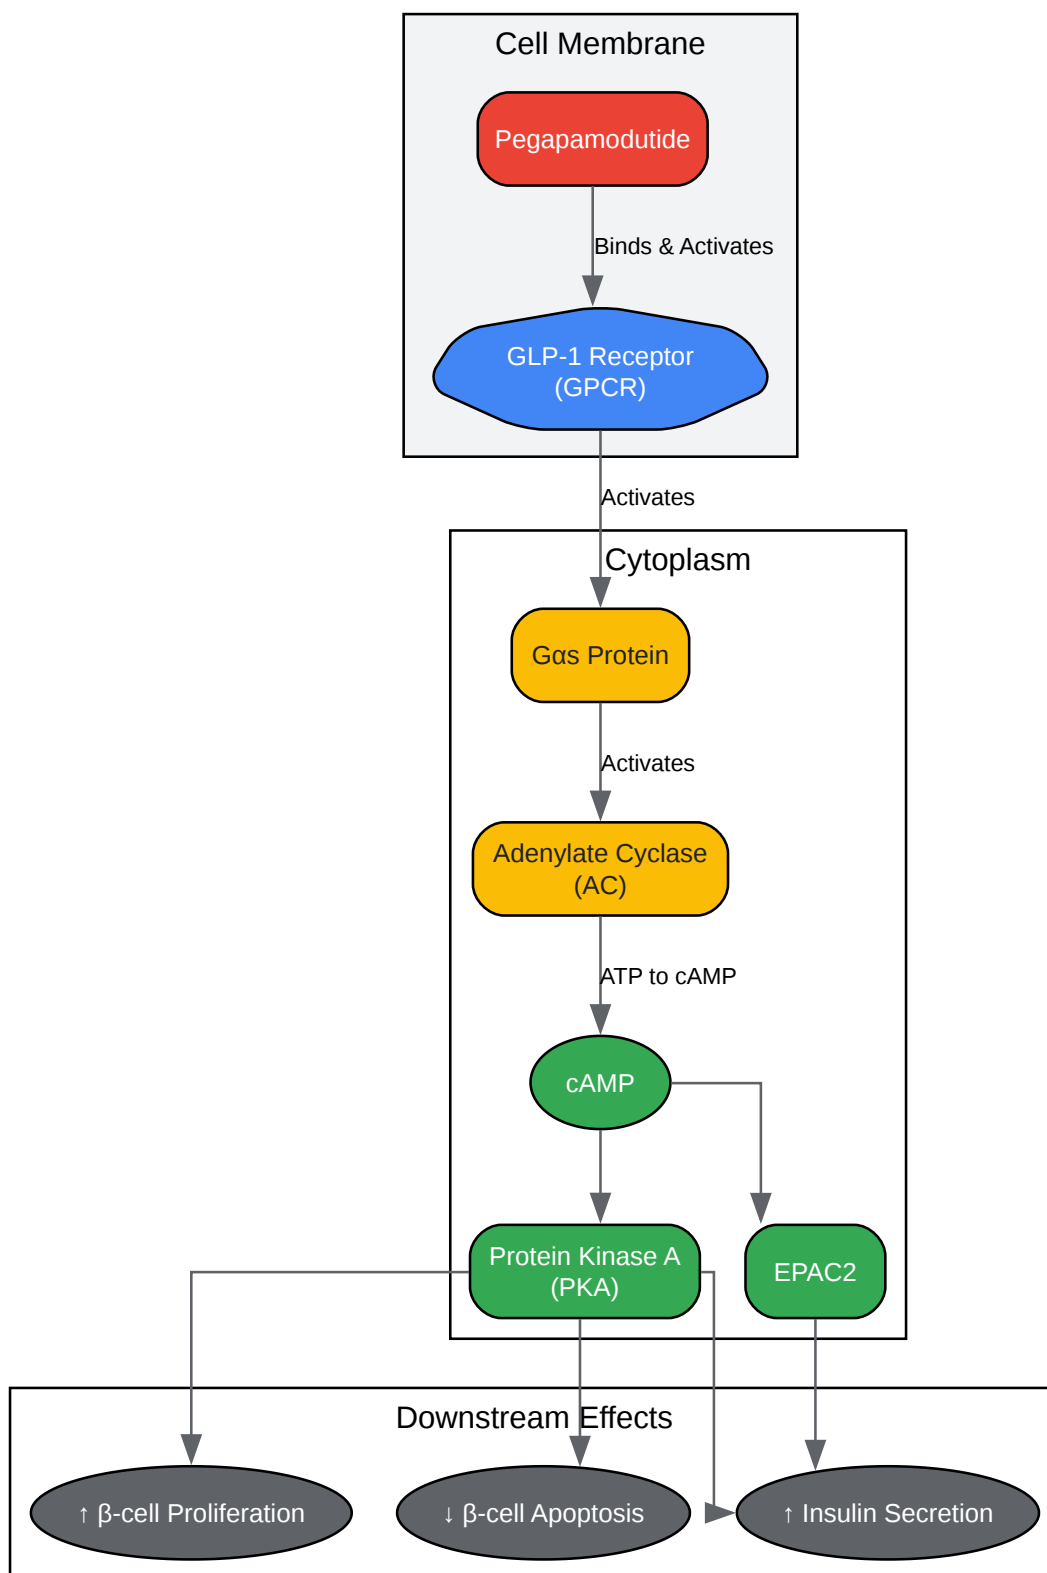 Cell Membrane
Pegapamodutide
Binds & Activates
GLP-1 Receptor
(GPCR)
Activates
Cytoplasm
Gαs Protein
Activates
Adenylate Cyclase
(AC)
ATP to cAMP
cAMP
Protein Kinase A
(PKA)
EPAC2
Downstream Effects
↑ β-cell Proliferation
↓ β-cell Apoptosis
↑ Insulin Secretion